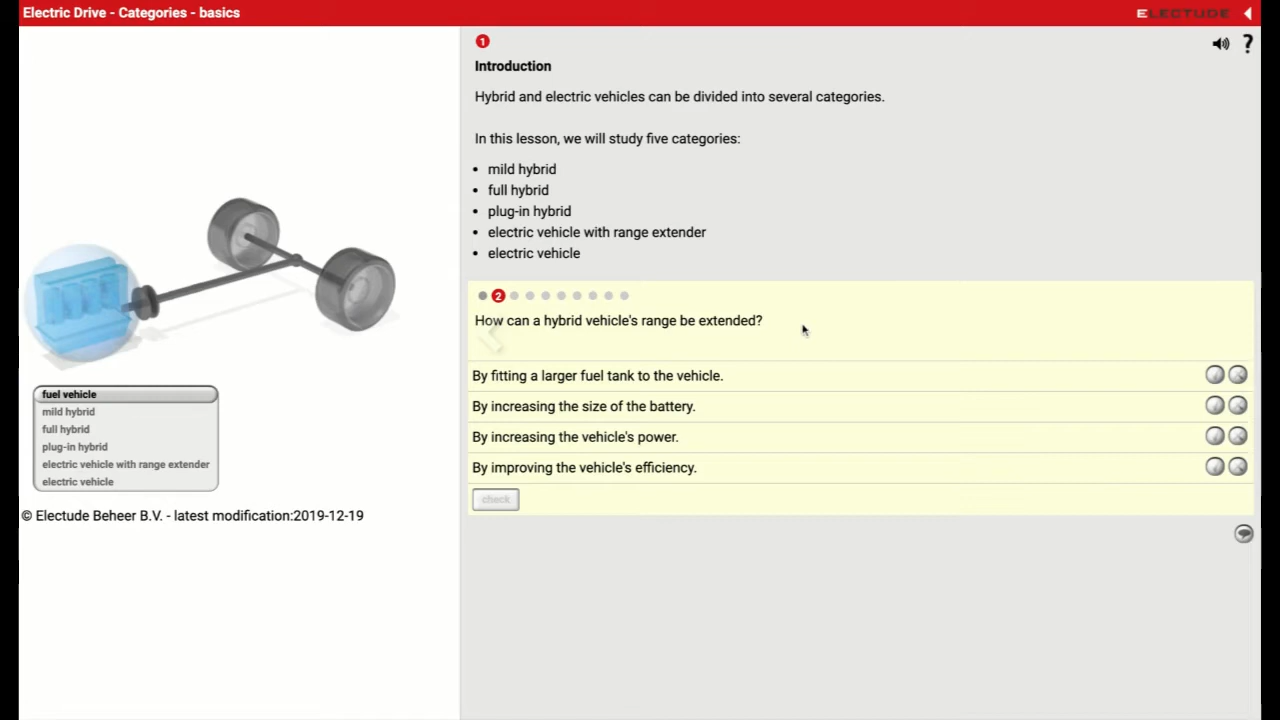 Electric Drive - Categories - basics
ELECTUDE
1
?
Introduction
Hybrid and electric vehicles can be divided into several categories.
In this lesson, we will study five categories:
• mild hybrid
• full hybrid
• plug-in hybrid
• electric vehicle with range extender
• electric vehicle
2
How can a hybrid vehicle's range be extended?
By fitting a larger fuel tank to the vehicle.
By increasing the size of the battery.
By increasing the vehicle's power.
By improving the vehicle's efficiency.
check
fuel vehicle
mild hybrid
full hybrid
plug-in hybrid
electric vehicle with range extender
electric vehicle
© Electude Beheer B.V. - latest modification:2019-12-19